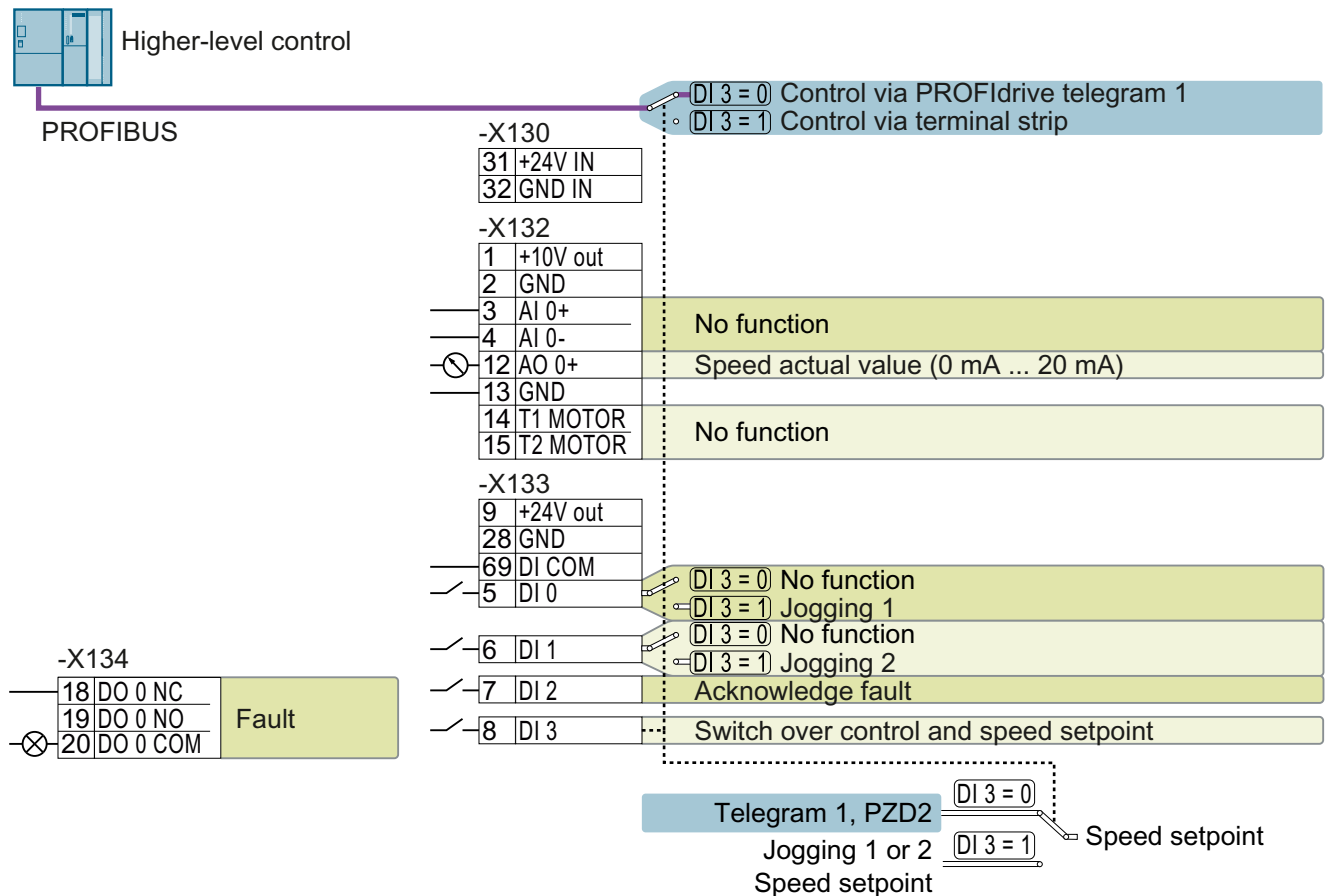 Higher-level control
PROFIBUS
DI 3 = 0 Control via PROFIdrive telegram 1
DI 3 = 1 Control via terminal strip
-X130
31 +24V IN
32 GND IN
-X132
1 +10V out
2 GND
3 AI 0+
4 AI 0-
No function
12 AO 0+ Speed actual value (0 mA ... 20 mA)
13 GND
14 T1 MOTOR
15 T2 MOTOR
No function
-X133
9 +24V out
28 GND
69 DI COM
5 DI 0
DI 3 = 0 No function
DI 3 = 1 Jogging 1
6 DI 1
DI 3 = 0 No function
DI 3 = 1 Jogging 2
7 DI 2 Acknowledge fault
8 DI 3 Switch over control and speed setpoint
-X134
18 DO 0 NC
19 DO 0 NO
20 DO 0 COM
Fault
Telegram 1, PZD2 DI 3 = 0
Jogging 1 or 2 DI 3 = 1
Speed setpoint
Speed setpoint